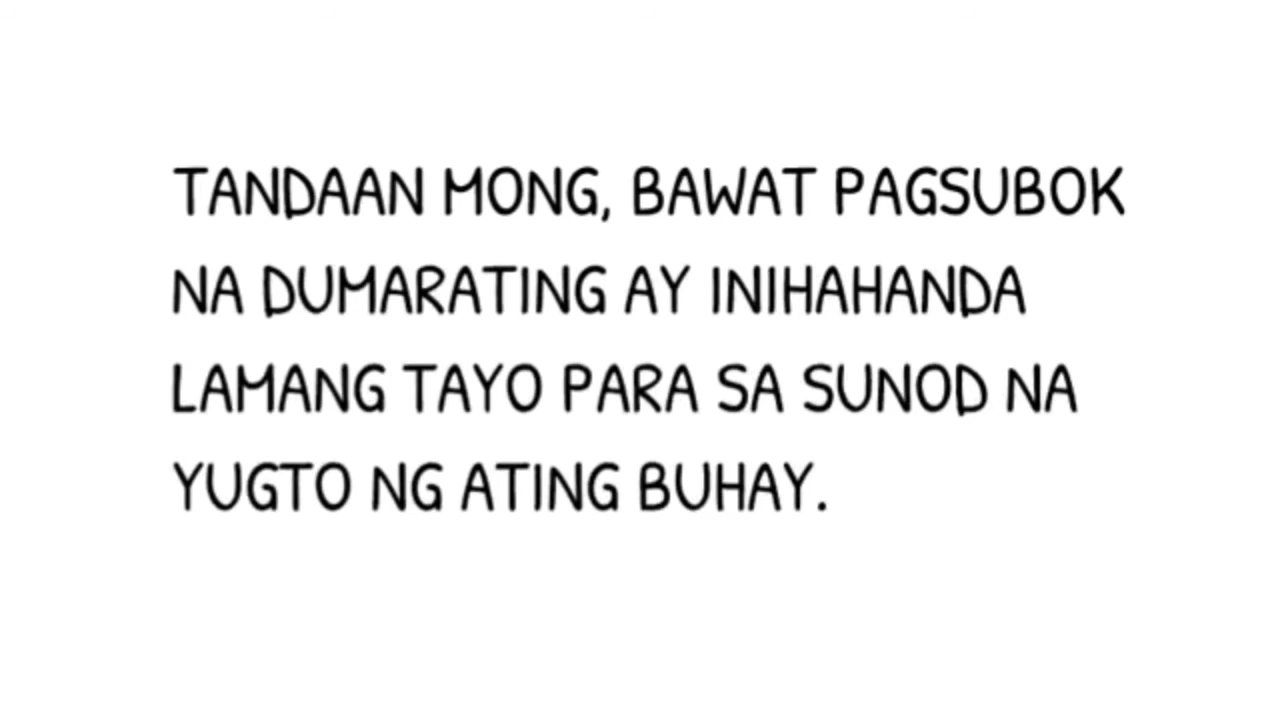 TANDAAN MONG, BAWAT PAGSUBOK
NA DUMARATING AY INIHAHANDA
LAMANG TAYO PARA SA SUNOD NA
YUGTO NG ATING BUHAY.